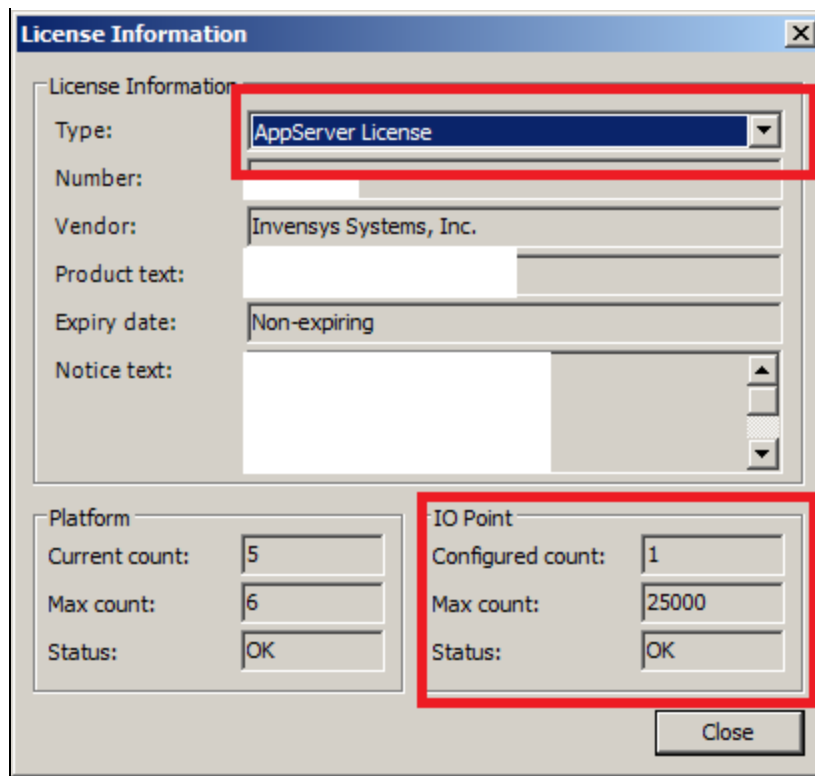 License Information
License Information
Type: AppServer License
Number:
Vendor: Invensys Systems, Inc.
Product text:
Expiry date: Non-expiring
Notice text:
Platform
Current count: 5
Max count: 6
Status: OK
IO Point
Configured count: 1
Max count: 25000
Status: OK
Close